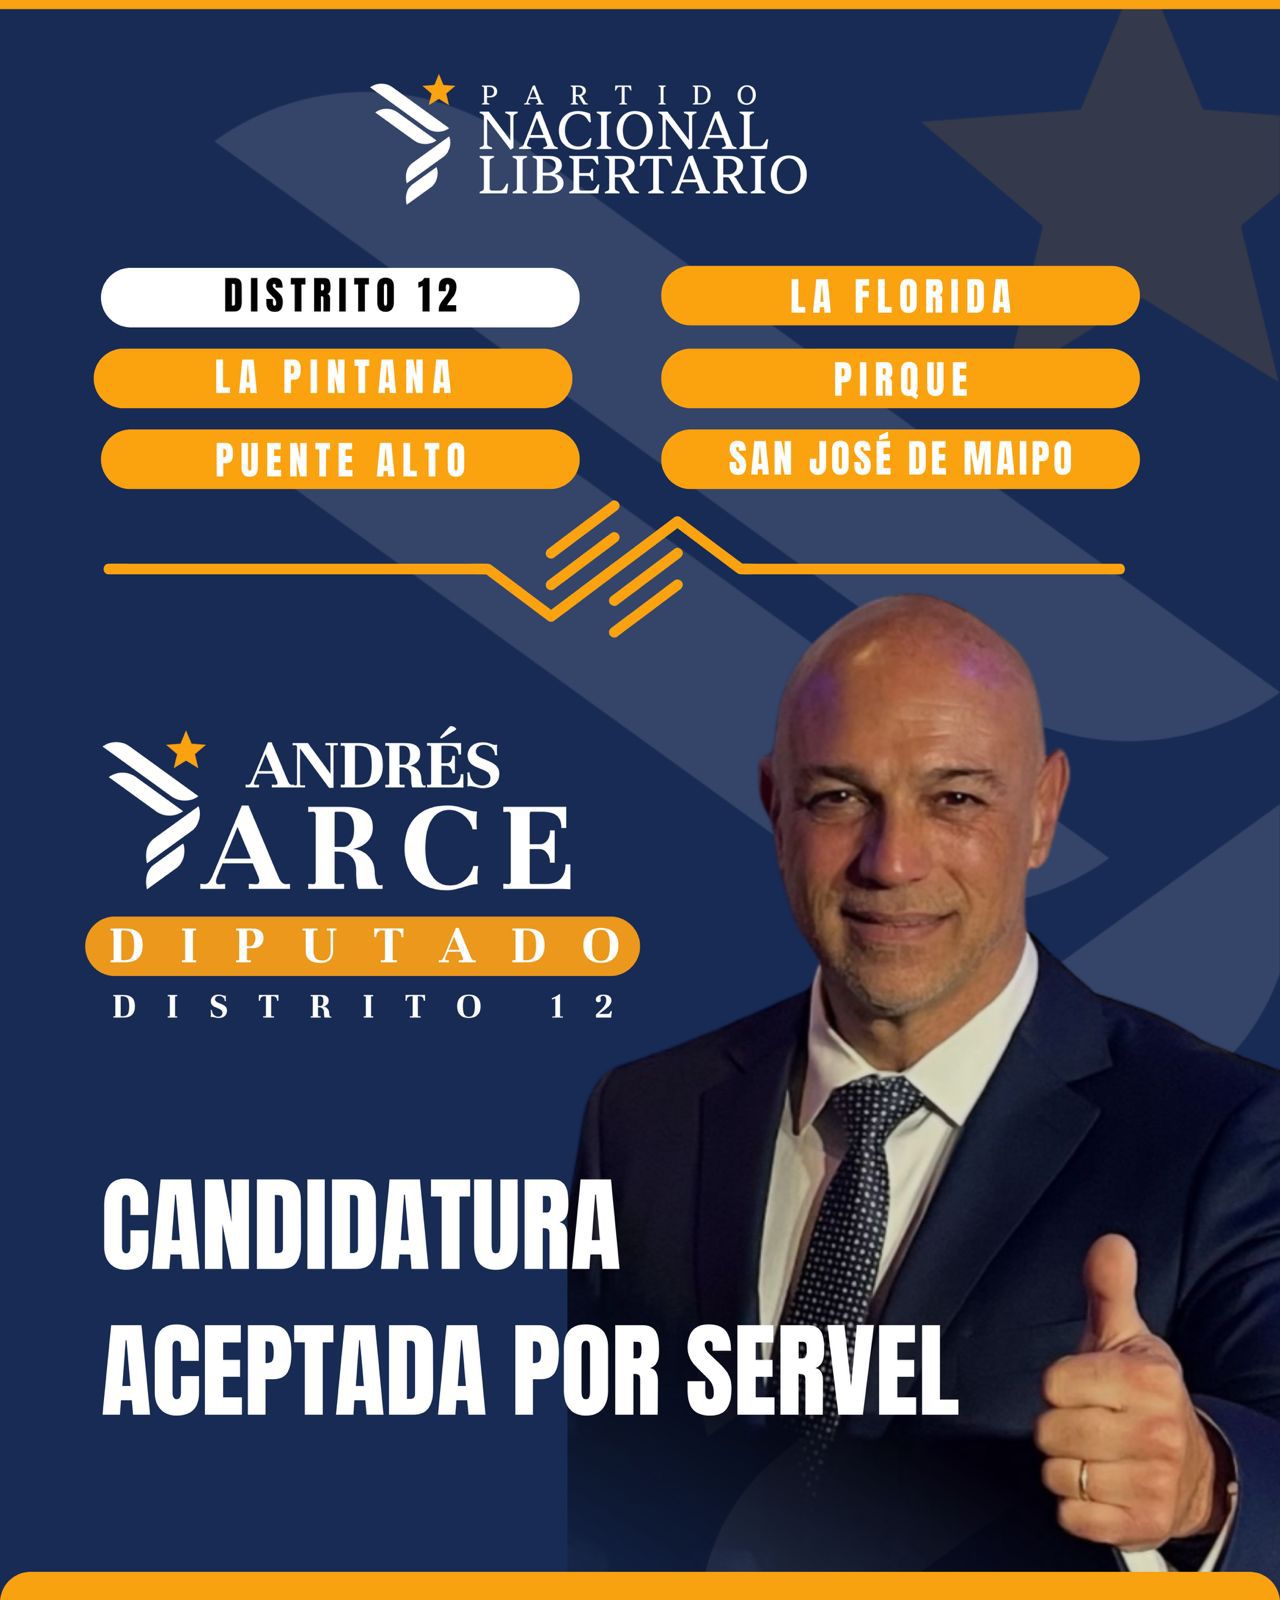 PARTIDO
NACIONAL
LIBERTARIO
DISTRITO 12
LA FLORIDA
LA PINTANA
PIRQUE
PUENTE ALTO
SAN JOSÉ DE MAIPO
ANDRÉS
ARCE
DIPUTADO
DISTRITO 12
CANDIDATURA
ACEPTADA POR SERVEL